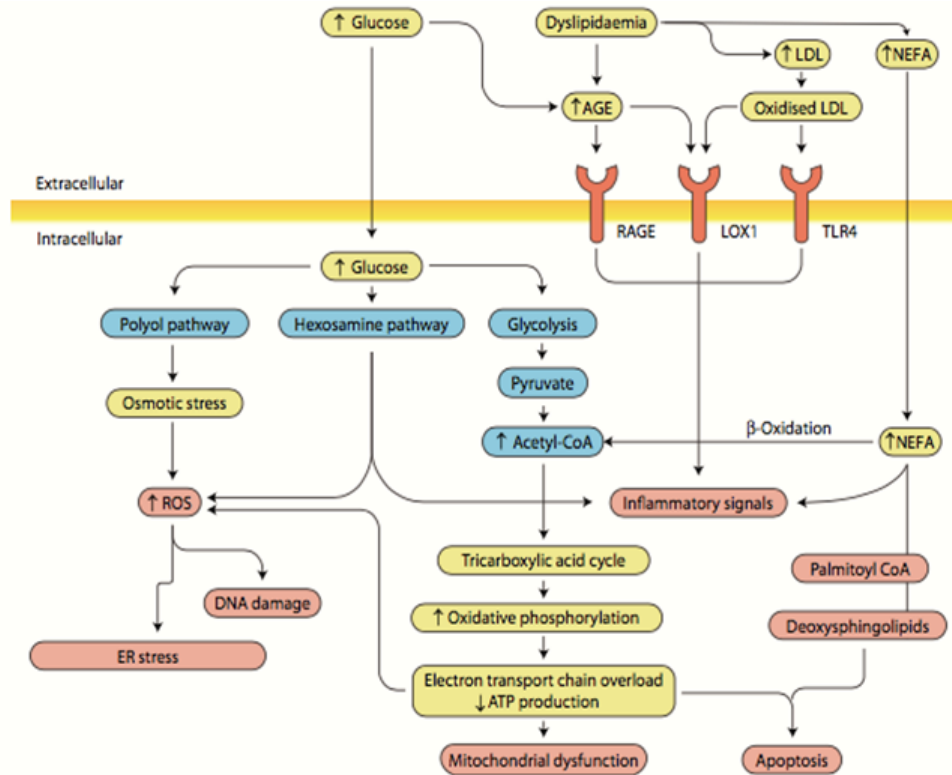 ↑ Glucose
Dyslipidaemia
↑ LDL
↑NEFA
↑AGE
Oxidised LDL
Extracellular
Intracellular
RAGE
LOX1
TLR4
↑ Glucose
Polyol pathway
Hexosamine pathway
Glycolysis
Osmotic stress
Pyruvate
↑ Acetyl-CoA
β-Oxidation
↑NEFA
↑ ROS
Inflammatory signals
Tricarboxylic acid cycle
Palmitoyl CoA
DNA damage
↑ Oxidative phosphorylation
Deoxysphingolipids
ER stress
Electron transport chain overload
↓ATP production
Mitochondrial dysfunction
Apoptosis